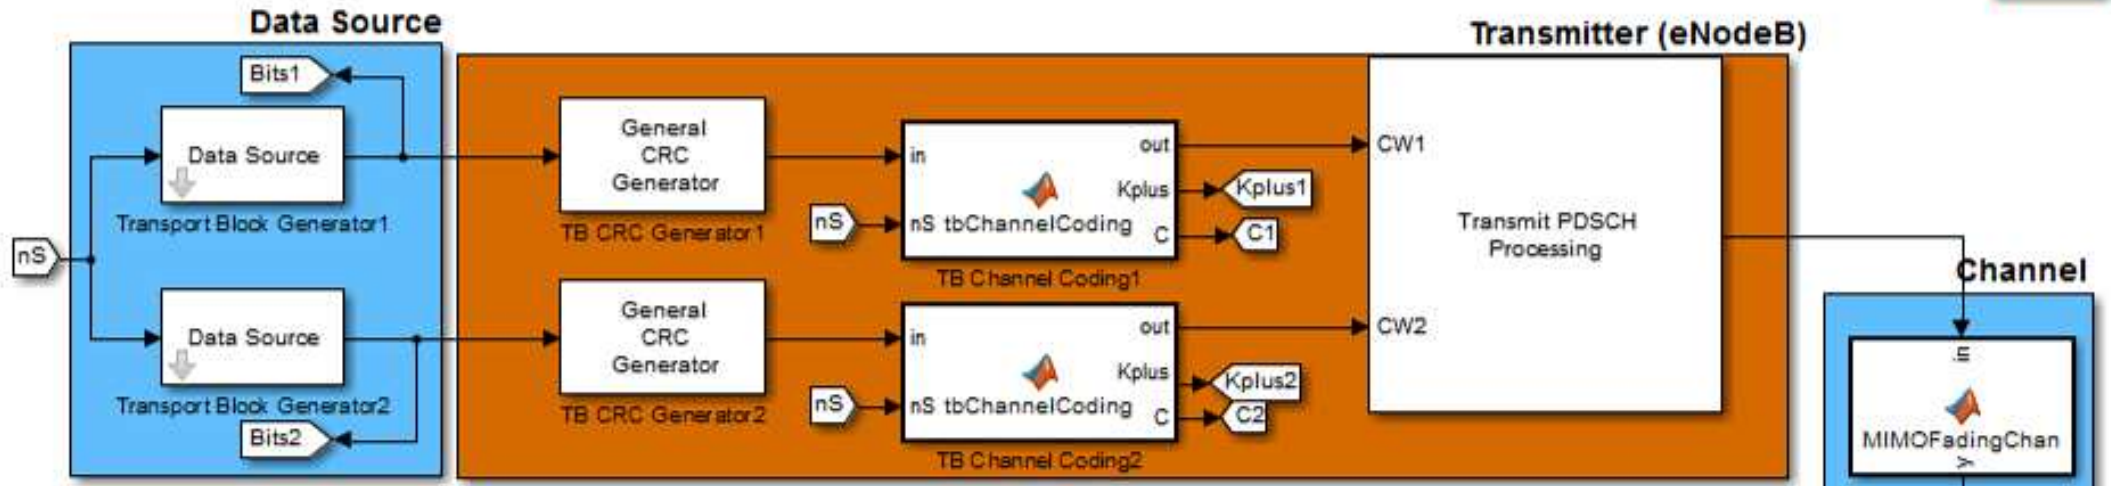 Data Source
Transmitter (eNodeB)
Bits1
Data Source
Transport Block Generator1
General
CRC
Generator
TB CRC Generator1
nS
in
out
Kplus
nS tbChannelCoding
C
TB Channel Coding1
Kplus1
C1
CW1
Transmit PDSCH
Processing
CW2
nS
Data Source
Transport Block Generator2
Bits2
General
CRC
Generator
TB CRC Generator2
nS
in
out
Kplus
nS tbChannelCoding
C
TB Channel Coding2
Kplus2
C2
Channel
in
MIMOFadingChan
y